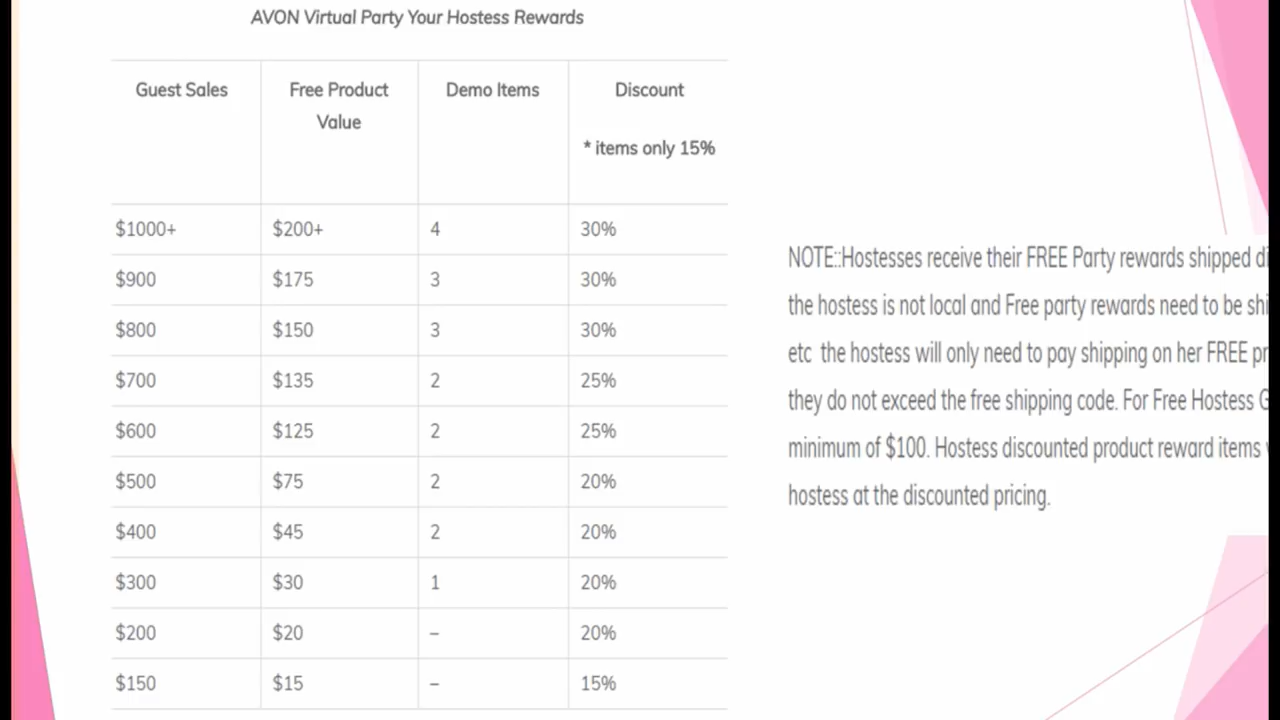 AVON Virtual Party Your Hostess Rewards
Guest Sales Free Product Value Demo Items Discount
* items only 15%
$1000+ $200+ 4 30%
$900 $175 3 30%
$800 $150 3 30%
$700 $135 2 25%
$600 $125 2 25%
$500 $75 2 20%
$400 $45 2 20%
$300 $30 1 20%
$200 $20 – 20%
$150 $15 – 15%
NOTE::Hostesses receive their FREE Party rewards shipped
the hostess is not local and Free party rewards need to be
etc the hostess will only need to pay shipping on her FREE
they do not exceed the free shipping code. For Free Hostess
minimum of $100. Hostess discounted product reward items
hostess at the discounted pricing.